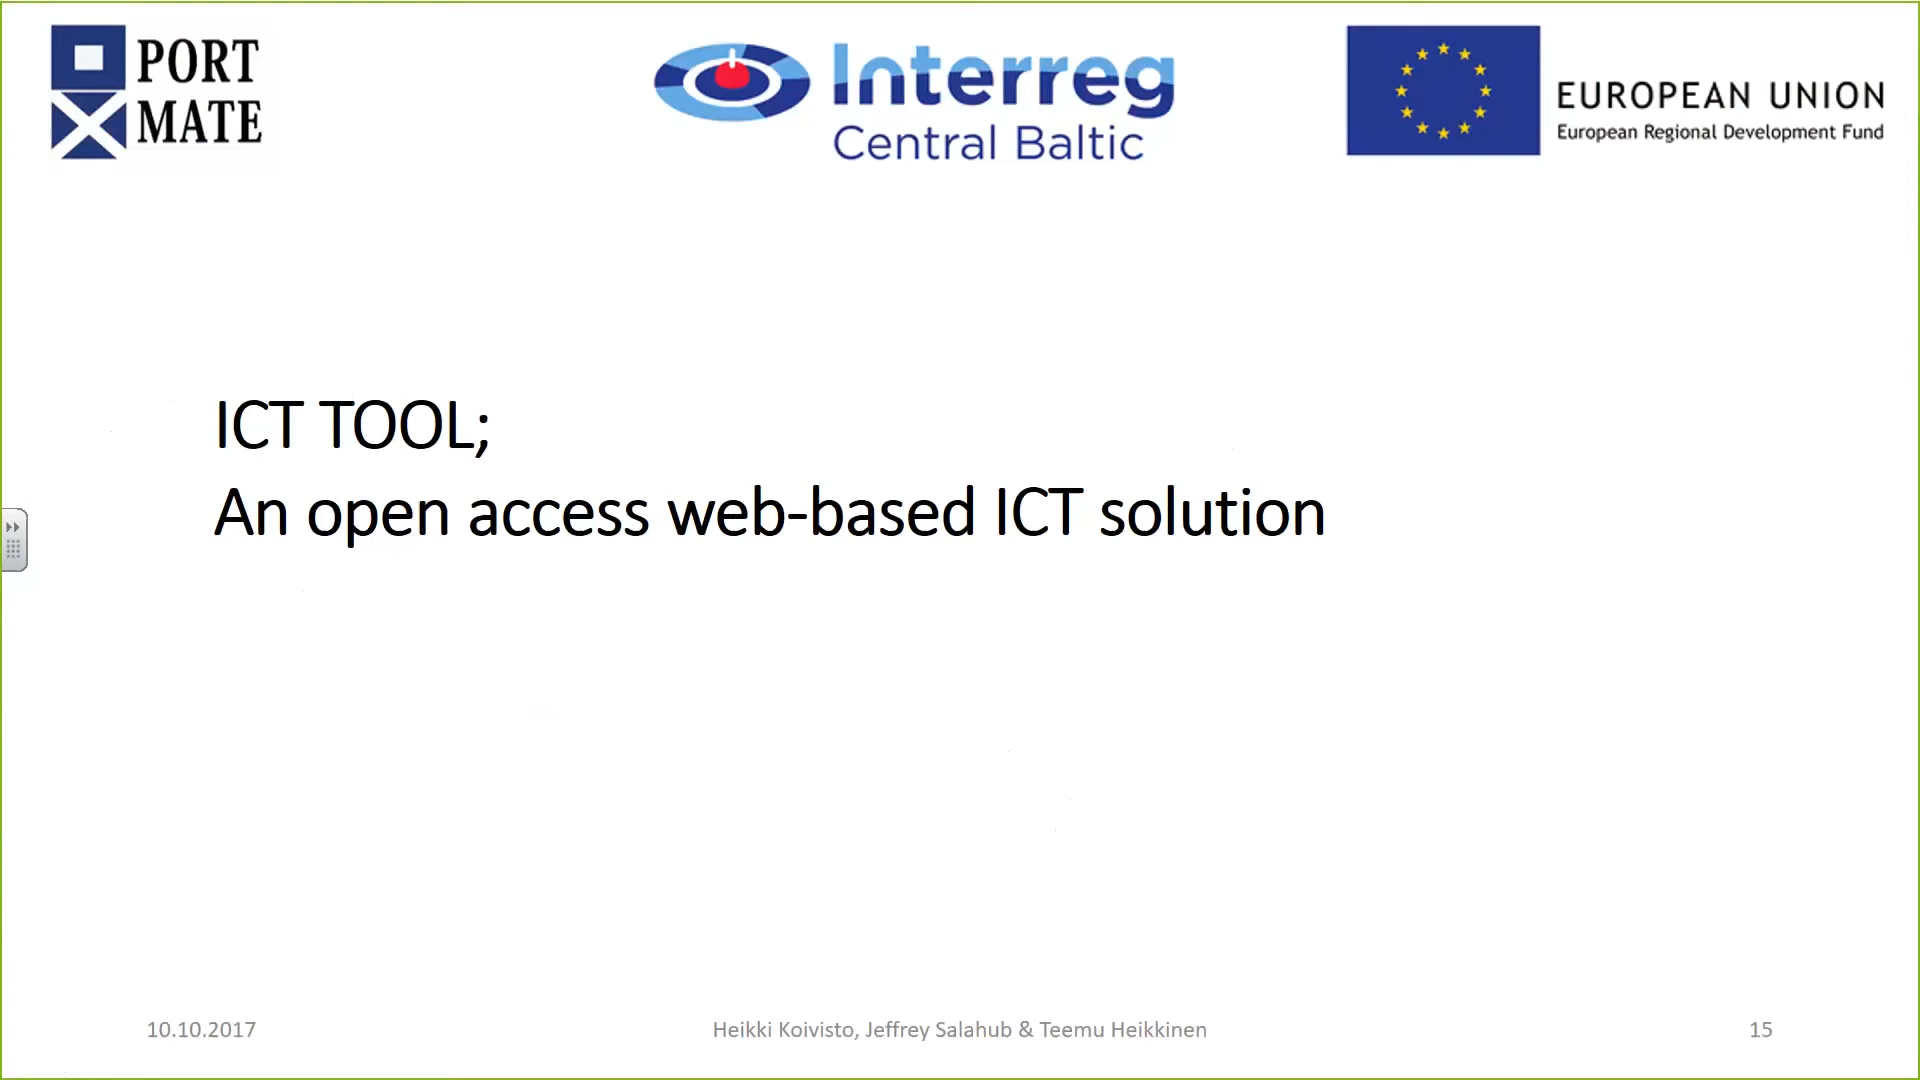 PORT
MATE
Interreg
Central Baltic
EUROPEAN UNION
European Regional Development Fund
ICT TOOL;
An open access web-based ICT solution
10.10.2017
Heikki Koivisto, Jeffrey Salahub & Teemu Heikkinen
15